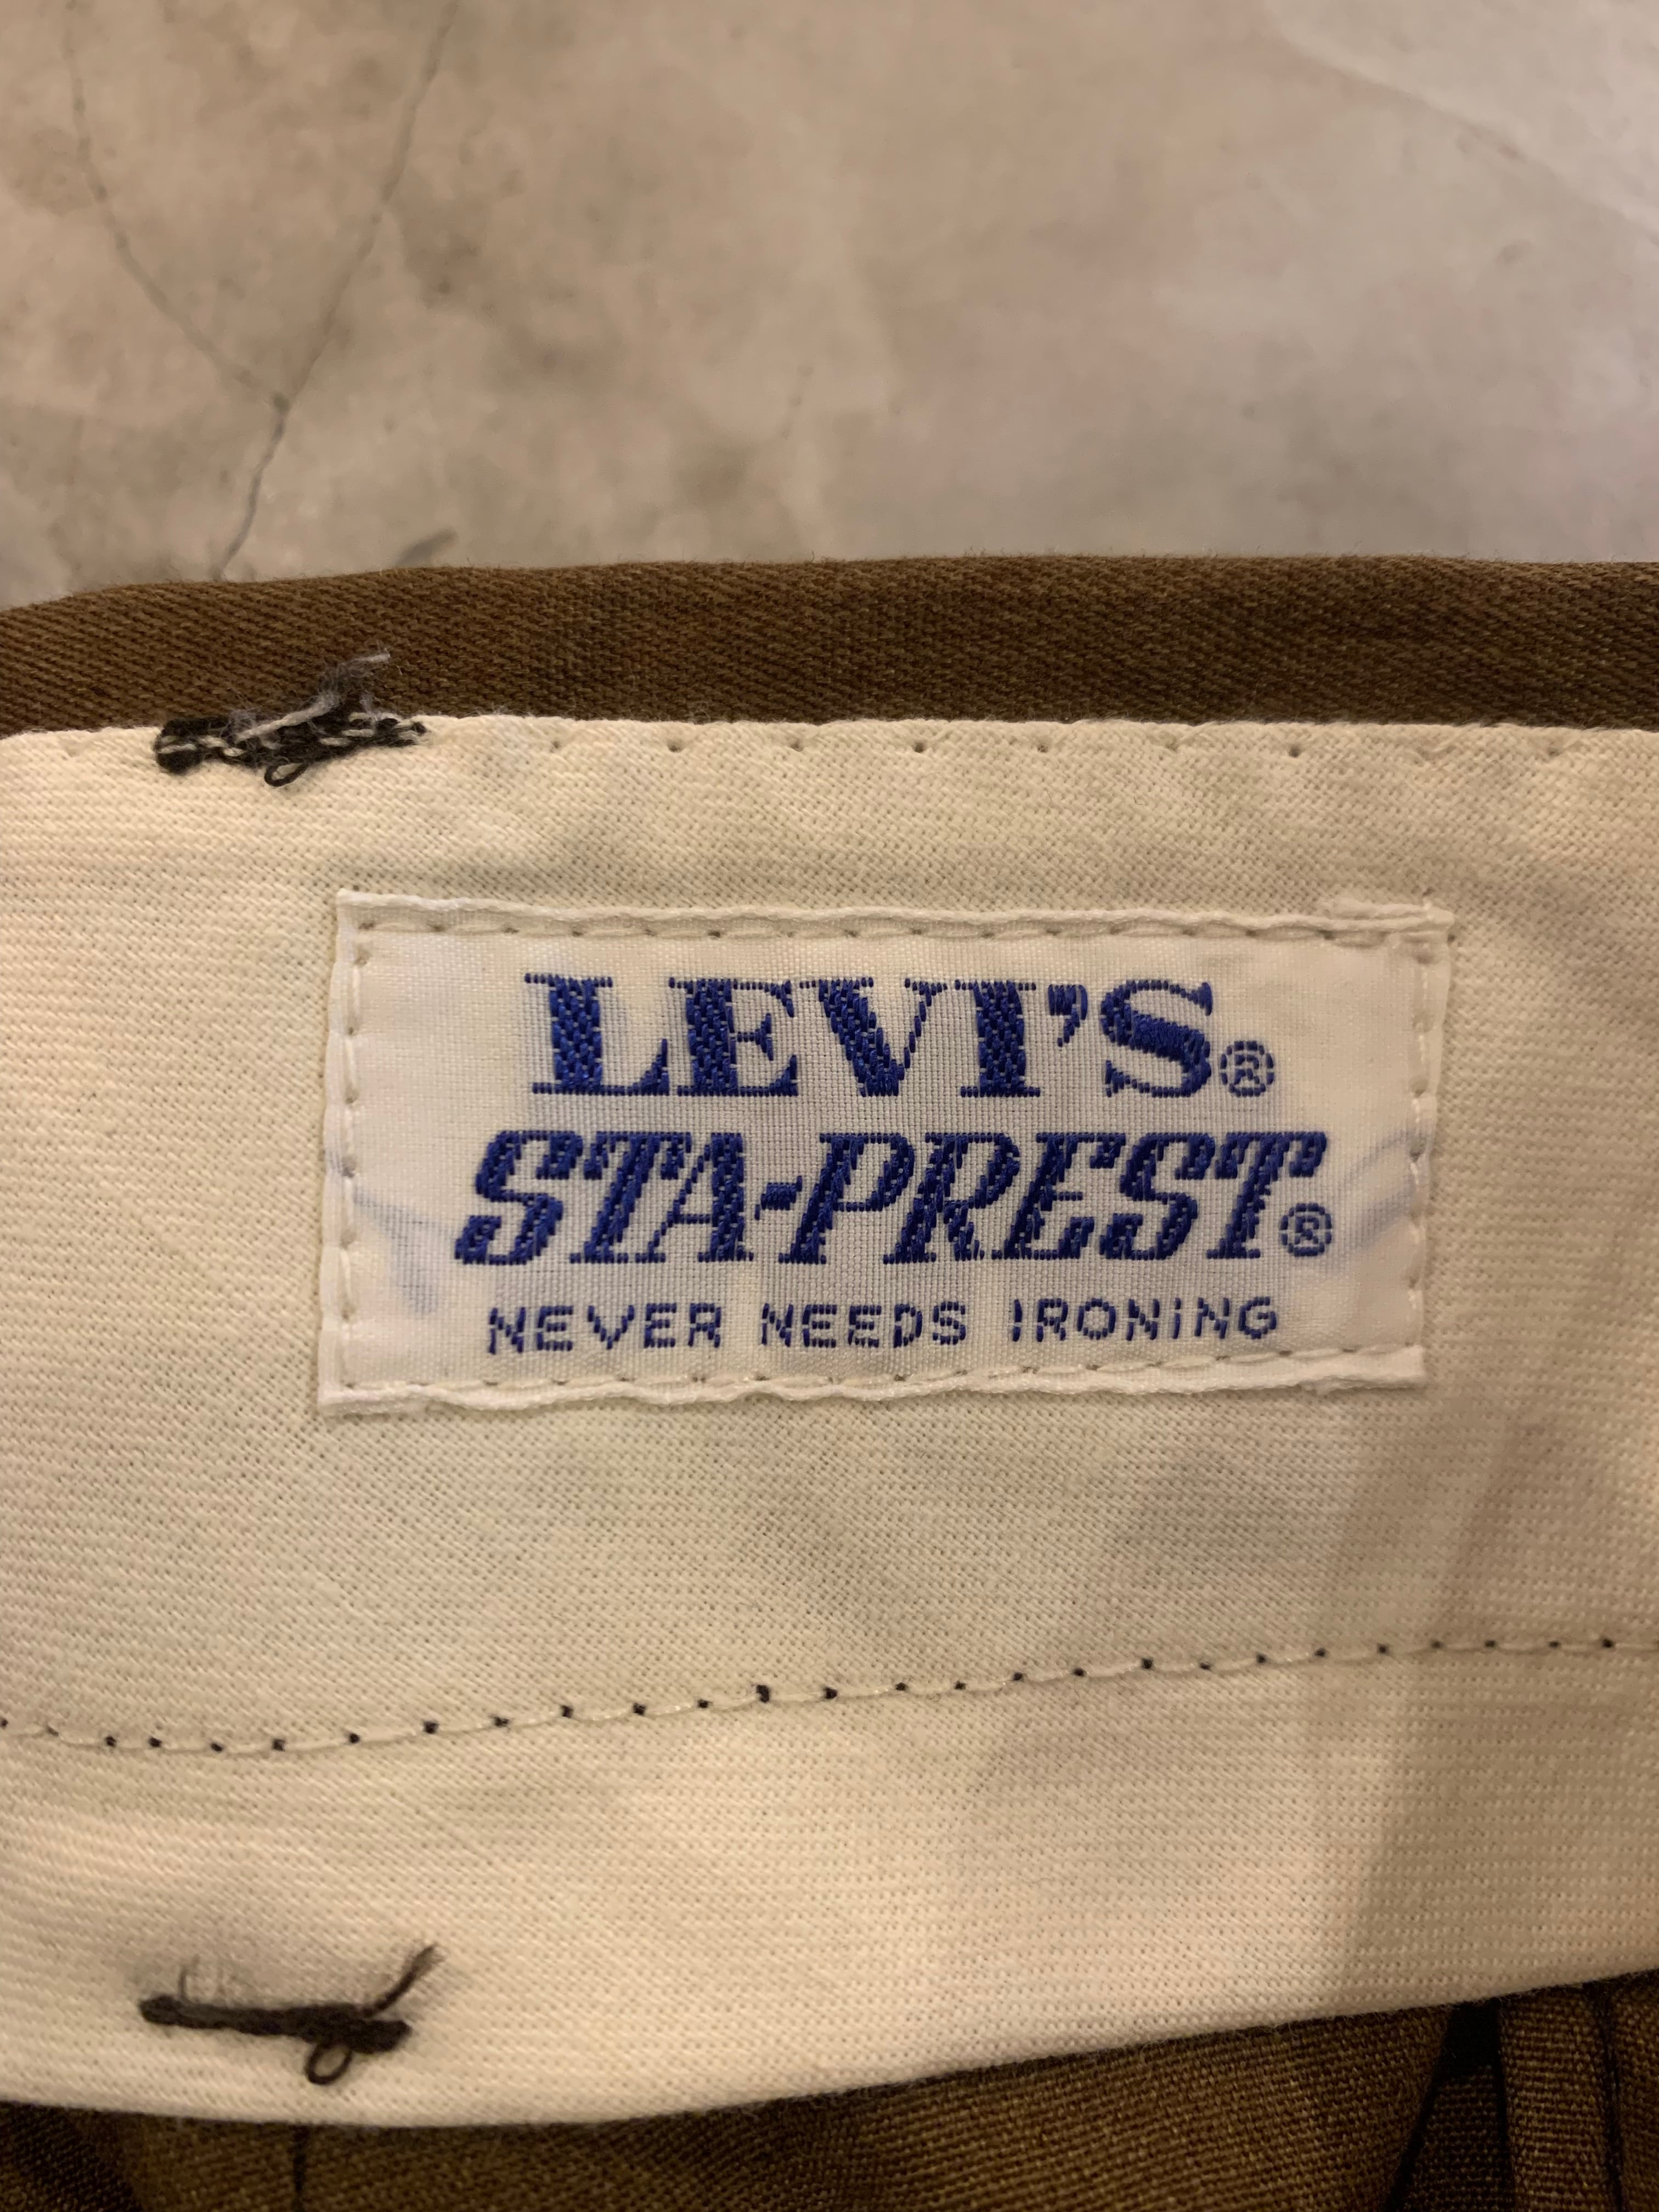 LEVI'S®
STA-PREST®
NEVER NEEDS IRONING